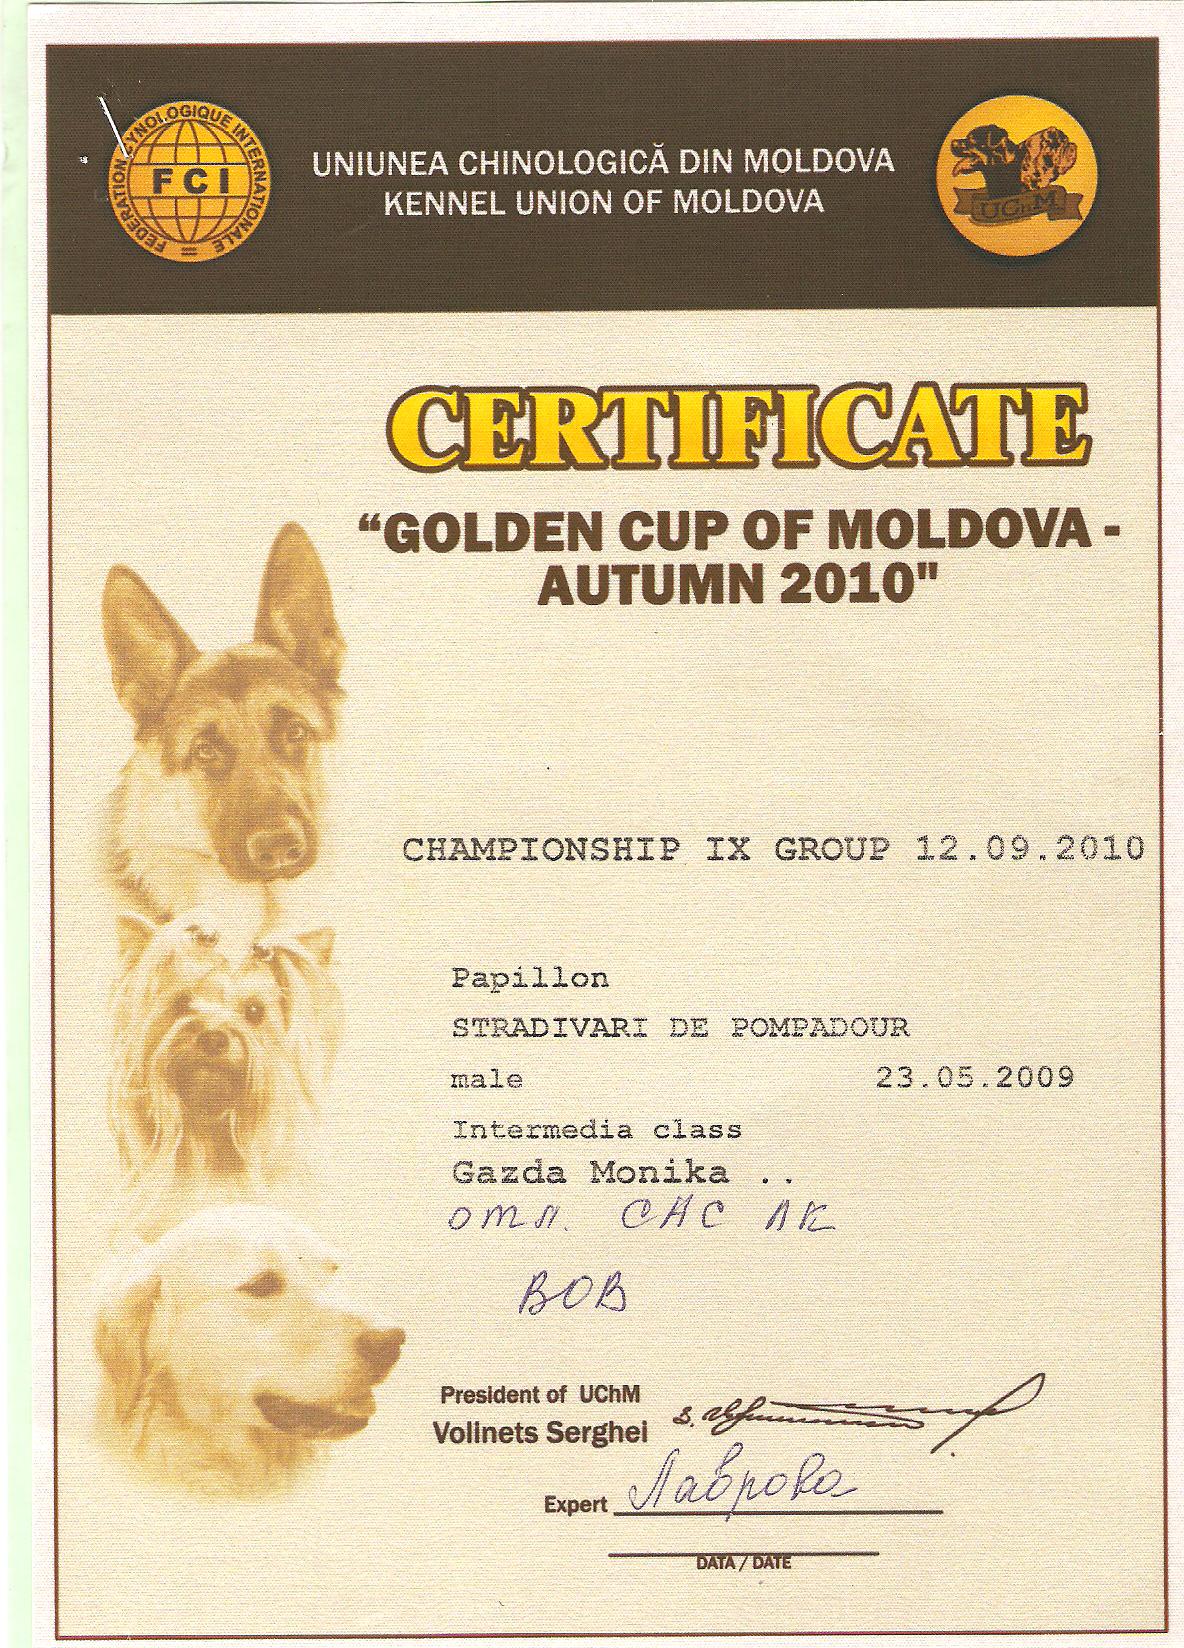 FEDERATION CYNOLOGIQUE INTERNATIONALE
FCI
UNIUNEA CHINOLOGICĂ DIN MOLDOVA
KENNEL UNION OF MOLDOVA
UChM
CERTIFICATE
“GOLDEN CUP OF MOLDOVA -
AUTUMN 2010"
CHAMPIONSHIP IX GROUP 12.09.2010
Papillon
STRADIVARI DE POMPADOUR
male 23.05.2009
Intermedia class
Gazda Monika ..
отл. CAC ЛК
BOB
President of UChM
Volinets Serghei
Expert Лаврова
DATA / DATE